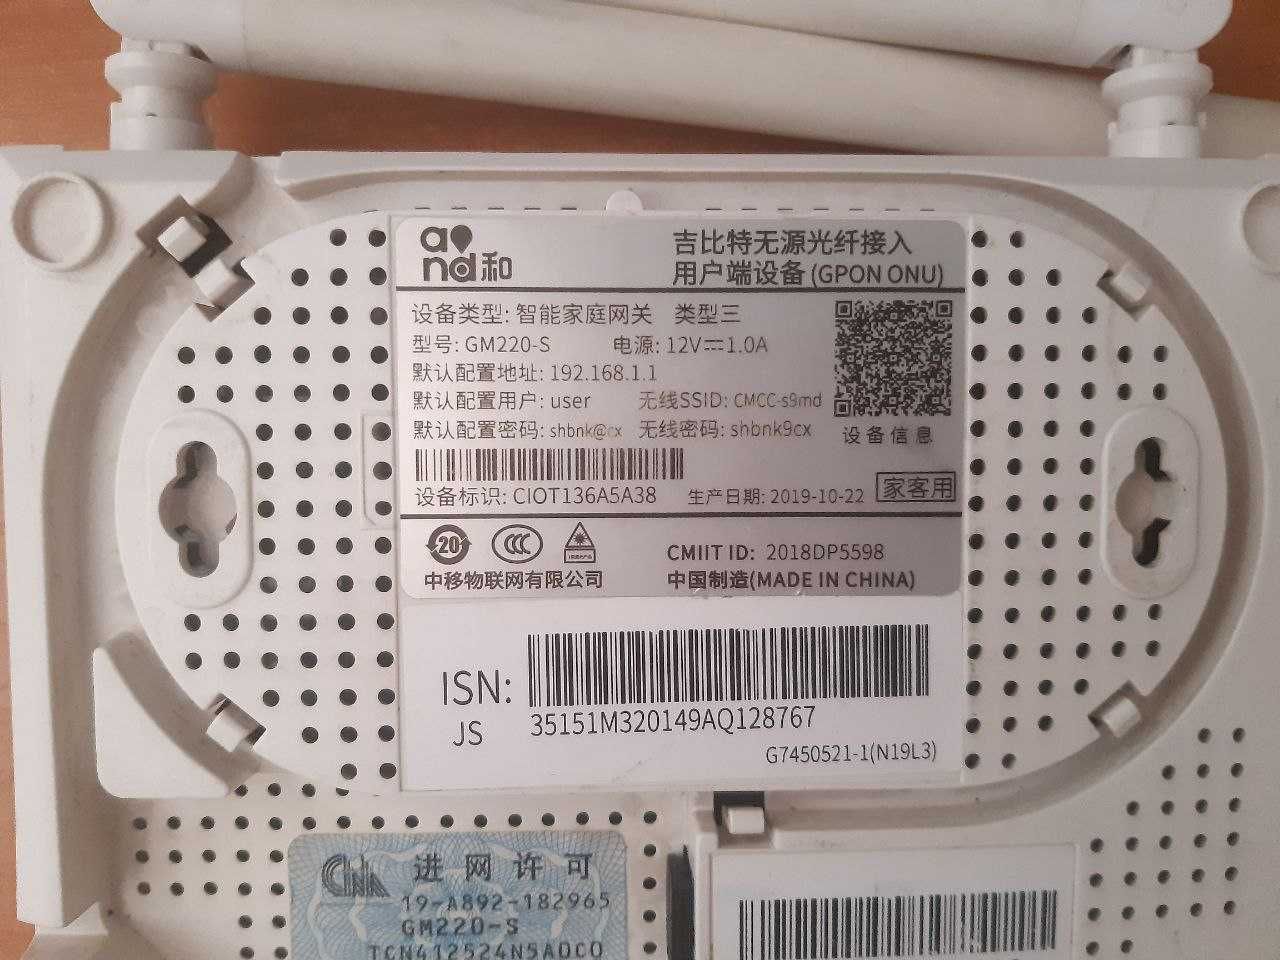 and和
吉比特无源光纤接入
用户端设备(GPON ONU)
设备类型: 智能家庭网关 类型三
型号: GM220-S 电源: 12V⎓1.0A
默认配置地址: 192.168.1.1
默认配置用户: user 无线SSID: CMCC-s9md
默认配置密码: shbnk@cx 无线密码: shbnk9cx
设备信息
设备标识: CIOT136A5A38 生产日期: 2019-10-22 家客用
20 CCC
CMIIT ID: 2018DP5598
中移物联网有限公司 中国制造(MADE IN CHINA)
ISN:
JS 35151M320149AQ128767
G7450521-1(N19L3)
CNA 进网许可
19-A892-182965
GM220-S
TCN412524N5A0C0